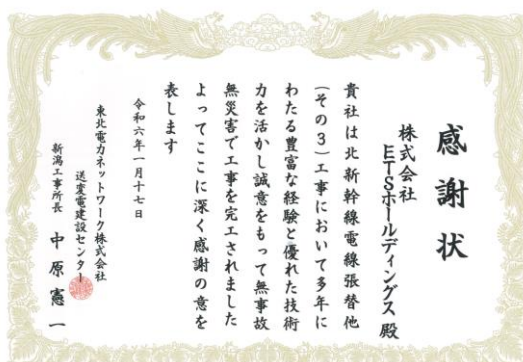 感謝状
株式会社
ETSホールディングス 殿
貴社は北新幹線電線張替他
(その3)工事において多年に
わたる豊富な経験と優れた技術
力を活かし誠意をもって無事故
無災害で工事を完工されました
よってここに深く感謝の意を
表します
令和六年一月十七日
東北電力ネットワーク株式会社
送変電建設センター
新潟工事所長 中原憲一